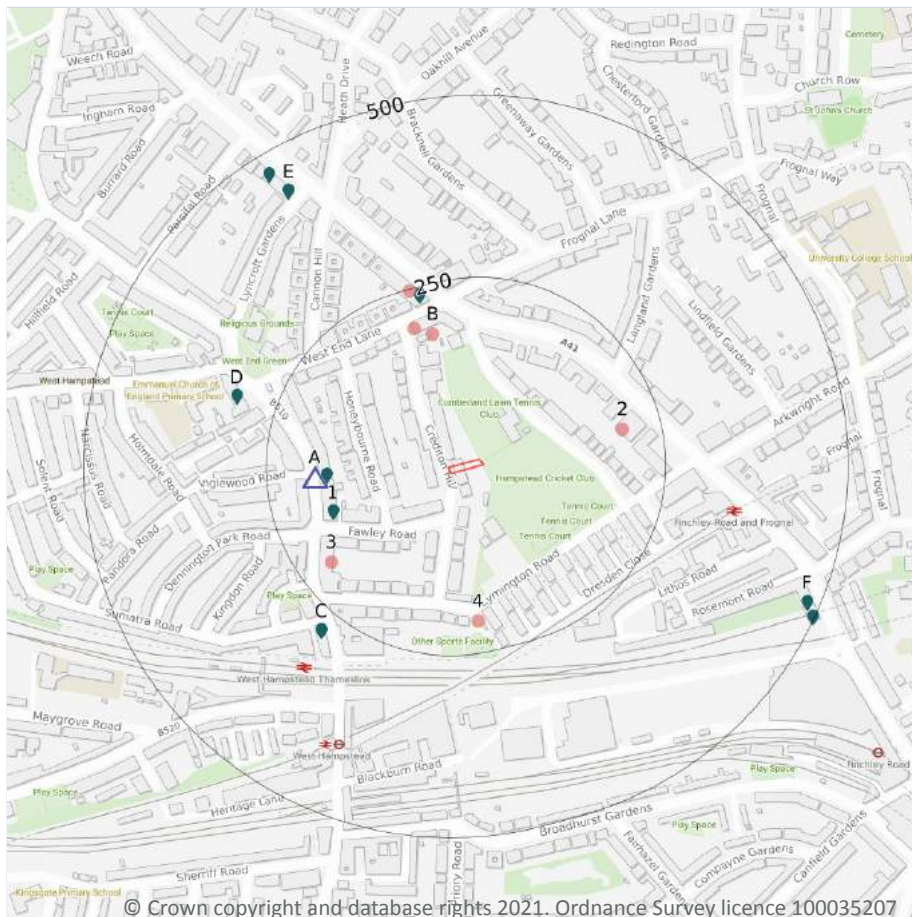 Cemetery
Oakhill Avenue
Redington Road
Weech Road
Heath Drive
Chesterford Gardens
Church Row
Greenaway Gardens
500
Ingham Road
Bracknell Gardens
St John's Church
Burrard Road
Frognal Way
E
Parsifal Road
Frognal
Frognal Lane
Lyncroft Gardens
Cannon Hill
University College School
Langland Gardens
Hillfield Road
250
Lindfield Gardens
Tennis Court
Play Space
Religious Grounds
B
West End Lane
A41
West End Green
West Hampstead
D
Emmanuel Church of
England Primary School
B510
Honeybourne Road
Cumberland Lawn Tennis
Club
2
Arkwright Road
Crediton Hill
Holmdale Road
Narcissus Road
Solent Road
A
Inglewood Road
Hampstead Cricket Club
Frognal
1
Tennis Court
Tennis Court
Tennis Court
Finchley Road and Frognal
Fawley Road
Pandora Road
Dennington Park Road
3
Kingdon Road
Lymington Road
Dresden Close
Lithos Road
Rosemont Road
Frognal
Play Space
Play Space
4
F
Sumatra Road
C
Other Sports Facility
West Hampstead Thameslink
Maygrove Road
B520
West Hampstead
Finchley Road
Blackburn Road
Play Space
Play Space
Heritage Lane
Broadhurst Gardens
Play Space
Fairhazel Gardens
Compayne Gardens
Canfield Gardens
Sherriff Road
Priory Road
Kingsgate Primary School
© Crown copyright and database rights 2021. Ordnance Survey licence 100035207